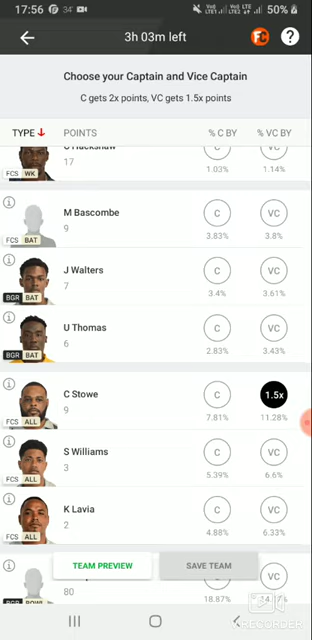 17:56 34' 50%
3h 03m left
Choose your Captain and Vice Captain
C gets 2x points, VC gets 1.5x points
TYPE POINTS % C BY % VC BY
C Hackshaw C VC
17 1.03% 1.14%
FCS WK
M Bascombe C VC
9 3.83% 3.8%
FCS BAT
J Walters C VC
7 3.4% 3.61%
BGR BAT
U Thomas C VC
6 2.83% 3.43%
BGR BAT
C Stowe C 1.5x
9 7.81% 11.28%
FCS ALL
S Williams C VC
3 5.39% 6.6%
FCS ALL
K Lavia C VC
2 4.88% 6.33%
FCS ALL
TEAM PREVIEW SAVE TEAM VC
80 18.87%
BGR BOWL
RECORDER